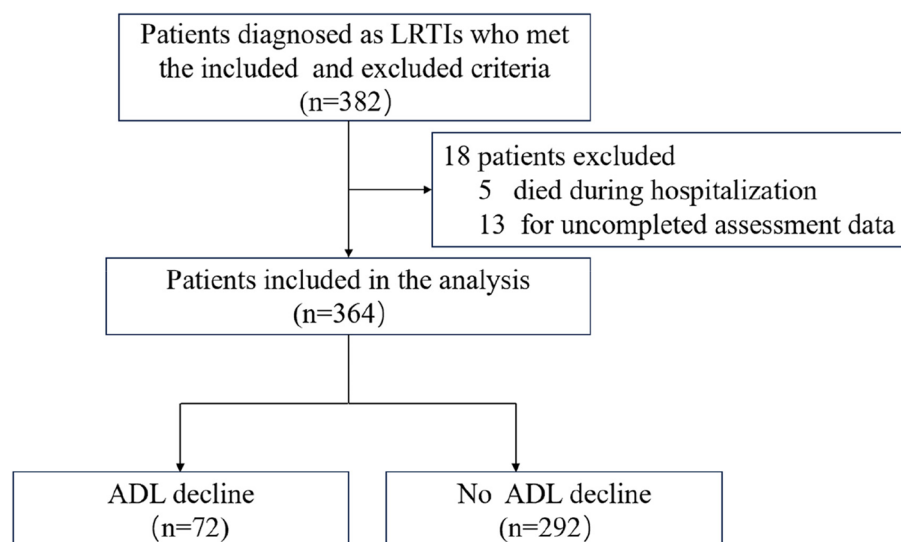 Patients diagnosed as LRTIs who met
the included and excluded criteria
(n=382）
18 patients excluded
5 died during hospitalization
13 for uncompleted assessment data
Patients included in the analysis
(n=364）
ADL decline
（n=72)
No ADL decline
(n=292）